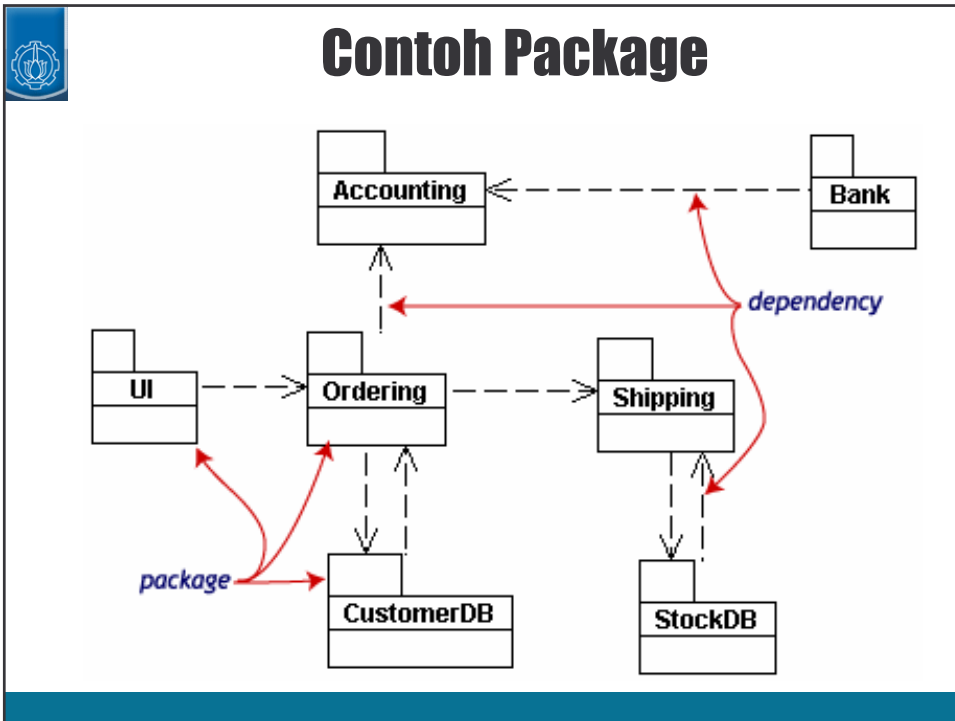 Contoh Package
Accounting
Bank
dependency
UI
Ordering
Shipping
package
CustomerDB
StockDB